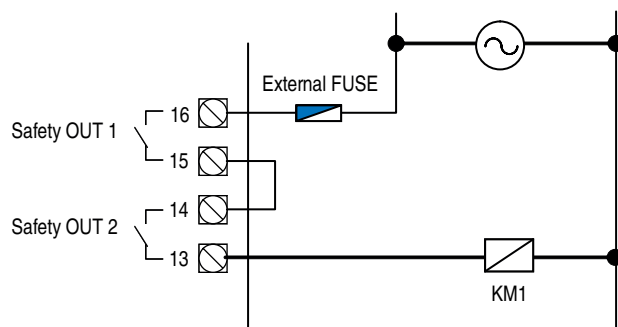 External FUSE
16
Safety OUT 1
15
14
Safety OUT 2
13
KM1